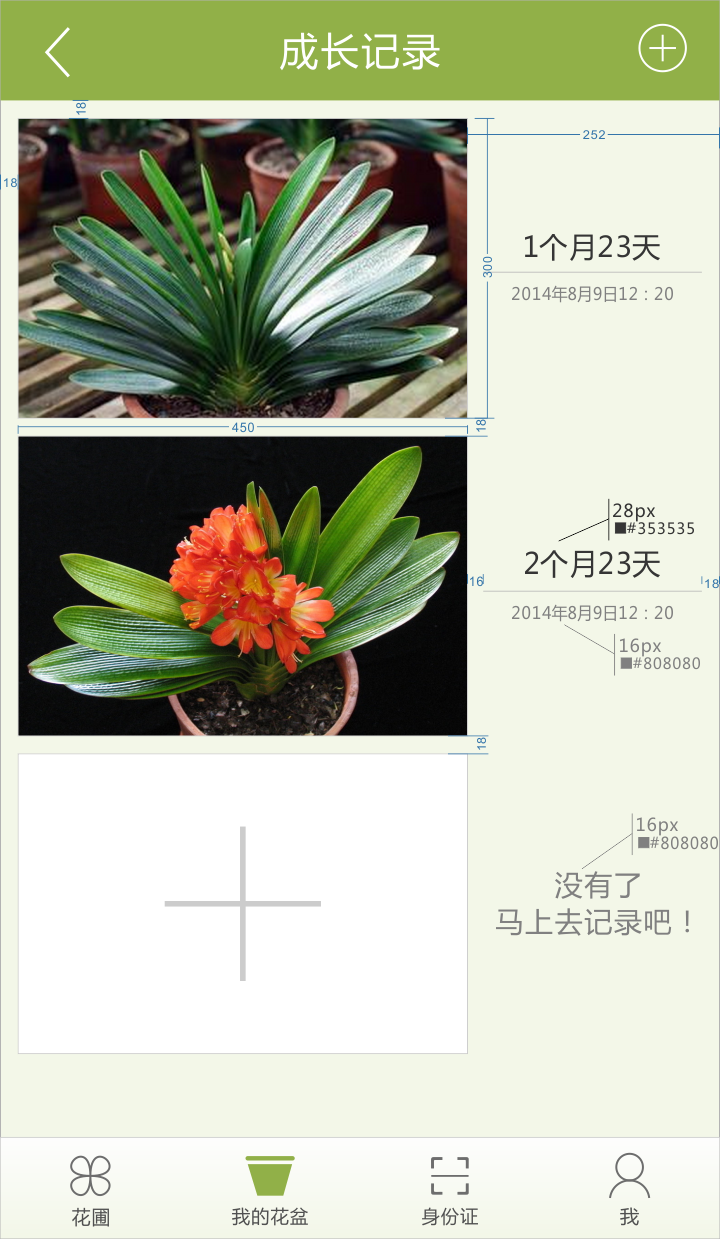 成长记录
18
252
18
1个月23天
300
2014年8月9日12：20
18
450
28px
■#353535
2个月23天
16
18
2014年8月9日12：20
16px
■#808080
18
16px
■#808080
没有了
马上去记录吧！
花圃
我的花盆
身份证
我